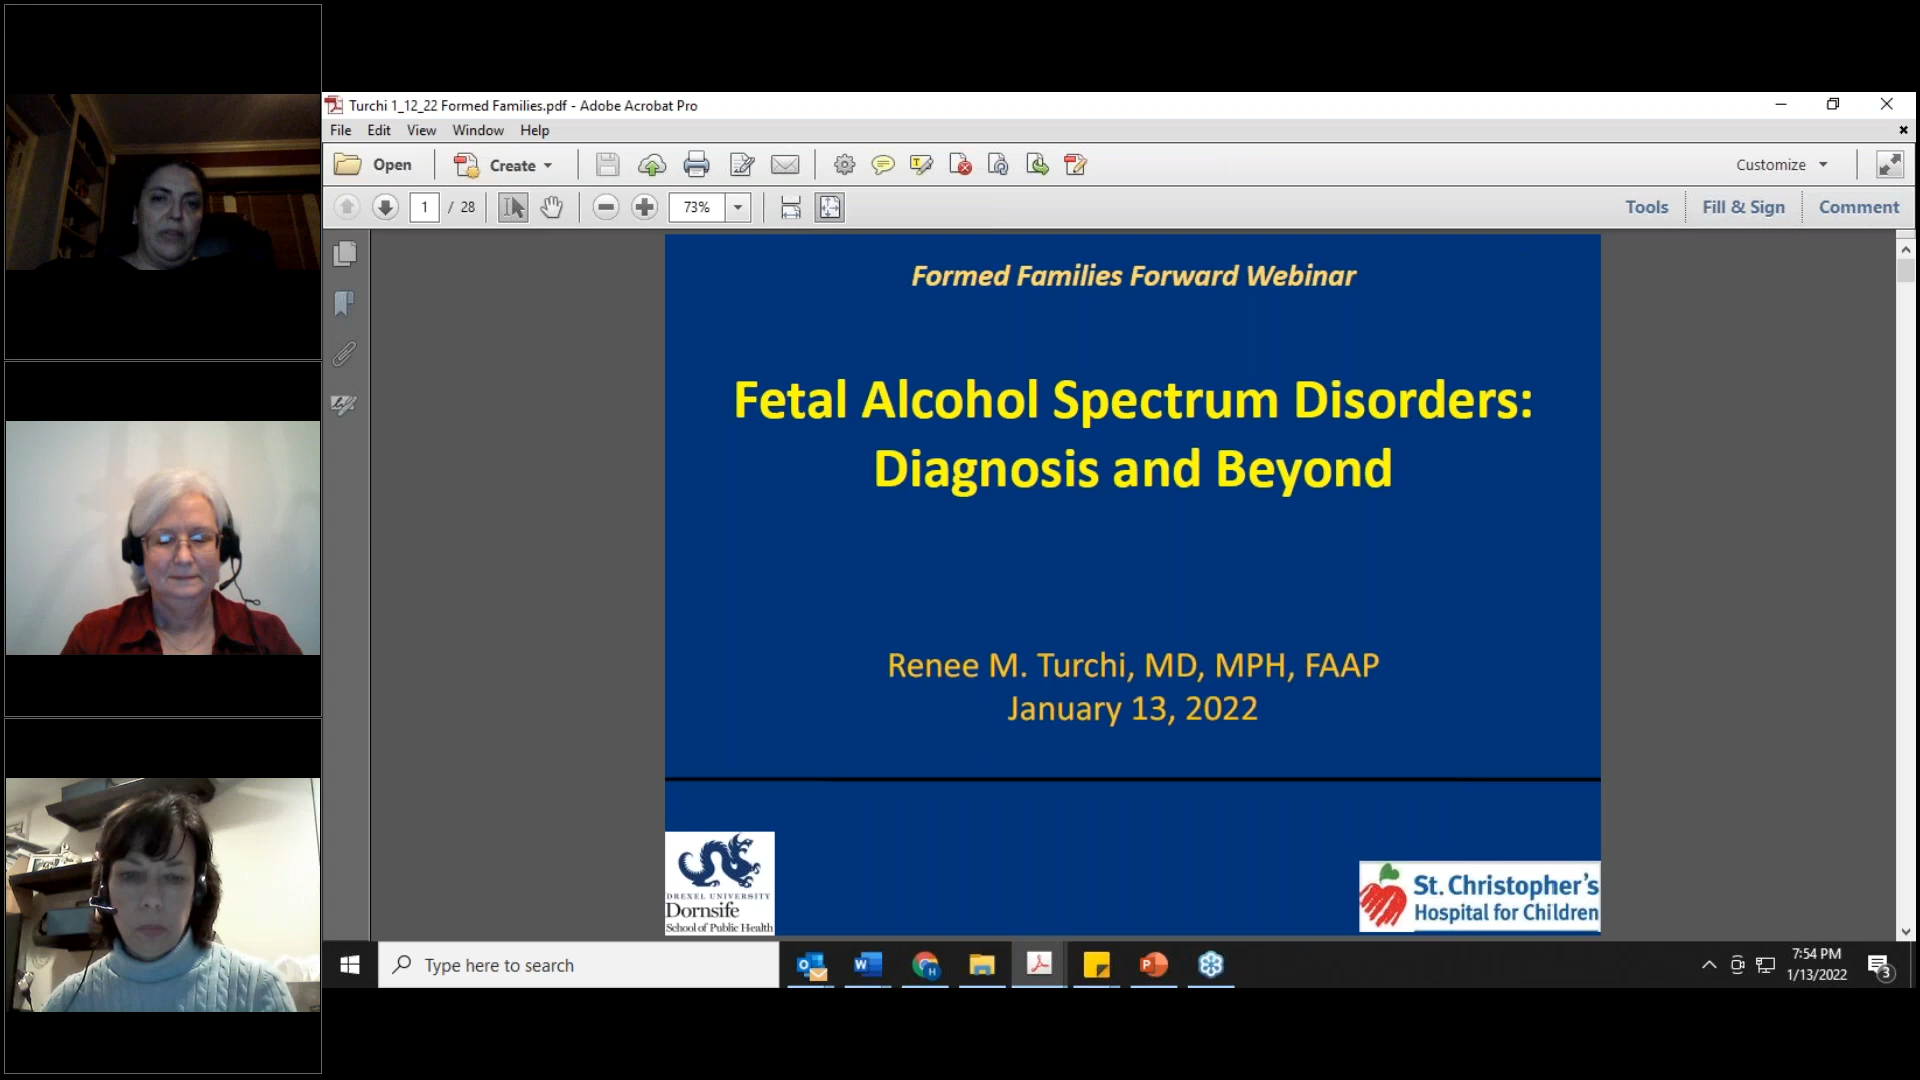 Turchi 1_12_22 Formed Families.pdf - Adobe Acrobat Pro
File Edit View Window Help
Open Create Customize
1 / 28 73% Tools Fill & Sign Comment
Formed Families Forward Webinar
Fetal Alcohol Spectrum Disorders:
Diagnosis and Beyond
Renee M. Turchi, MD, MPH, FAAP
January 13, 2022
DREXEL UNIVERSITY
Dornsife
School of Public Health
St. Christopher's
Hospital for Children
Type here to search
7:54 PM
1/13/2022
3